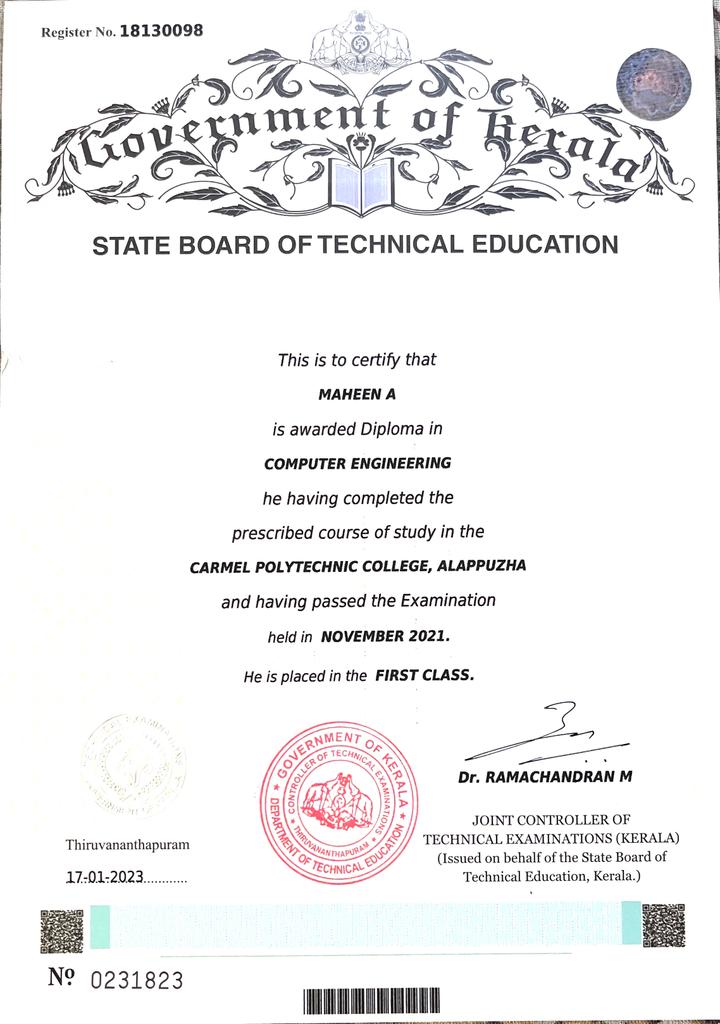 Register No. 18130098
Government of Kerala
STATE BOARD OF TECHNICAL EDUCATION
This is to certify that
MAHEEN A
is awarded Diploma in
COMPUTER ENGINEERING
he having completed the
prescribed course of study in the
CARMEL POLYTECHNIC COLLEGE, ALAPPUZHA
and having passed the Examination
held in NOVEMBER 2021.
He is placed in the FIRST CLASS.
GOVERNMENT OF KERALA
CONTROLLER OF TECHNICAL EXAMINATIONS
THIRUVANANTHAPURAM
DEPARTMENT OF TECHNICAL EDUCATION
Dr. RAMACHANDRAN M
JOINT CONTROLLER OF
TECHNICAL EXAMINATIONS (KERALA)
(Issued on behalf of the State Board of
Technical Education, Kerala.)
Thiruvananthapuram
17-01-2023............
Nº 0231823